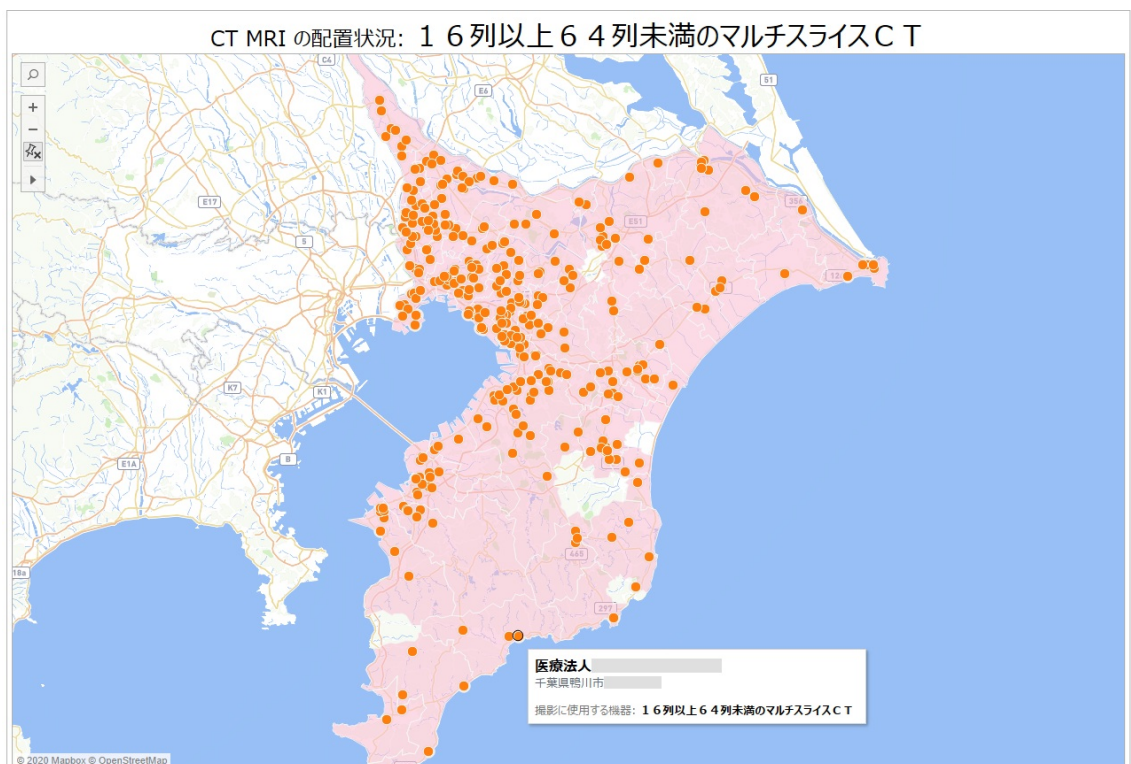 CT MRI の配置状況: １６列以上６４列未満のマルチスライスＣＴ
C4
51
E6
E17
356
E51
5
126
K7
K1
B
E1A
465
18a
297
医療法人
千葉県鴨川市
撮影に使用する機器: １６列以上６４列未満のマルチスライスＣＴ
© 2020 Mapbox © OpenStreetMap